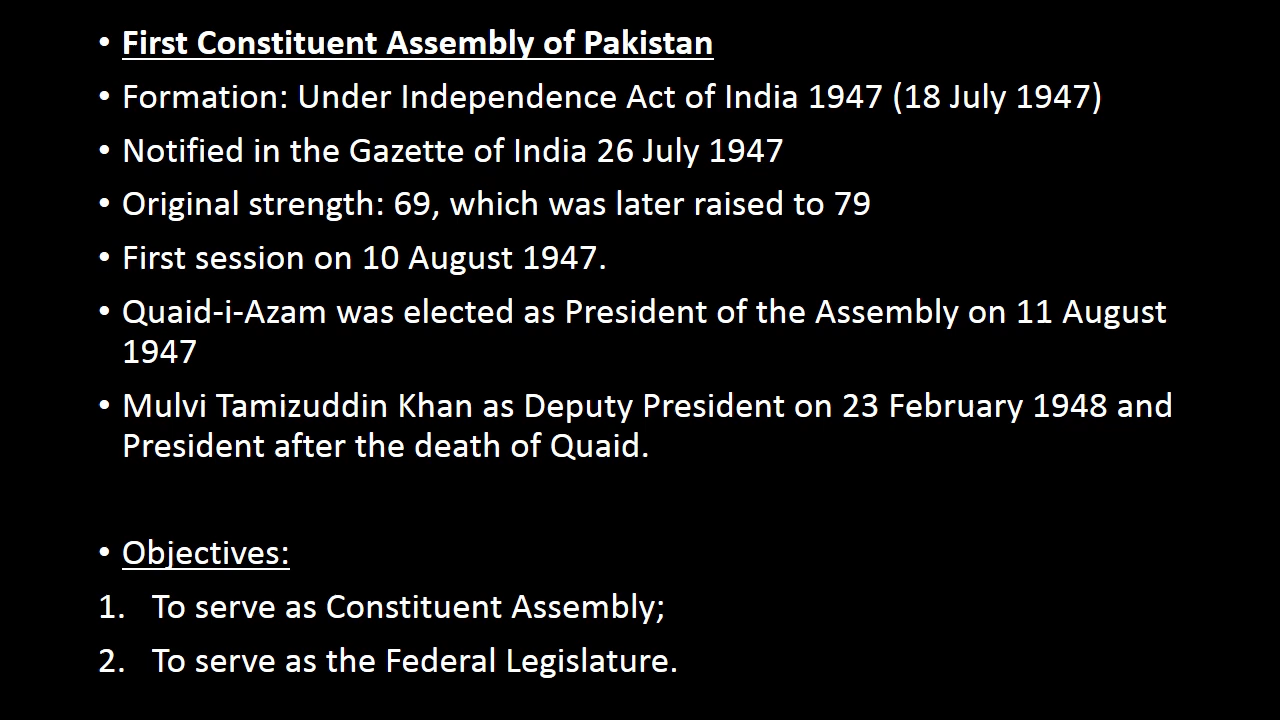 • First Constituent Assembly of Pakistan
• Formation: Under Independence Act of India 1947 (18 July 1947)
• Notified in the Gazette of India 26 July 1947
• Original strength: 69, which was later raised to 79
• First session on 10 August 1947.
• Quaid-i-Azam was elected as President of the Assembly on 11 August
1947
• Mulvi Tamizuddin Khan as Deputy President on 23 February 1948 and
President after the death of Quaid.
• Objectives:
1. To serve as Constituent Assembly;
2. To serve as the Federal Legislature.